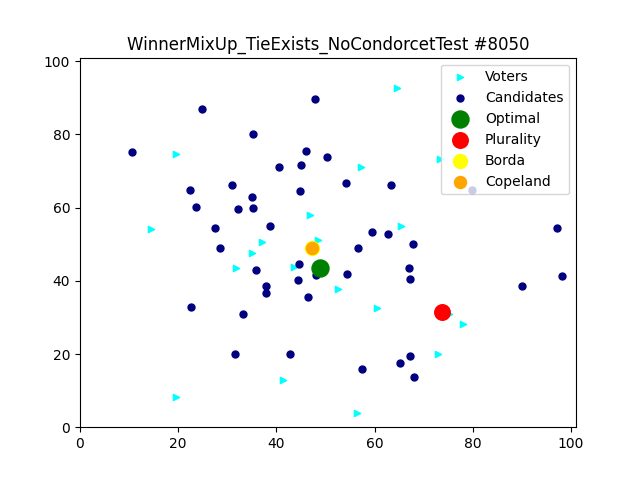 WinnerMixUp_TieExists_NoCondorcetTest #8050
Voters
Candidates
Optimal
Plurality
Borda
Copeland
100
80
60
40
20
0
0 20 40 60 80 100